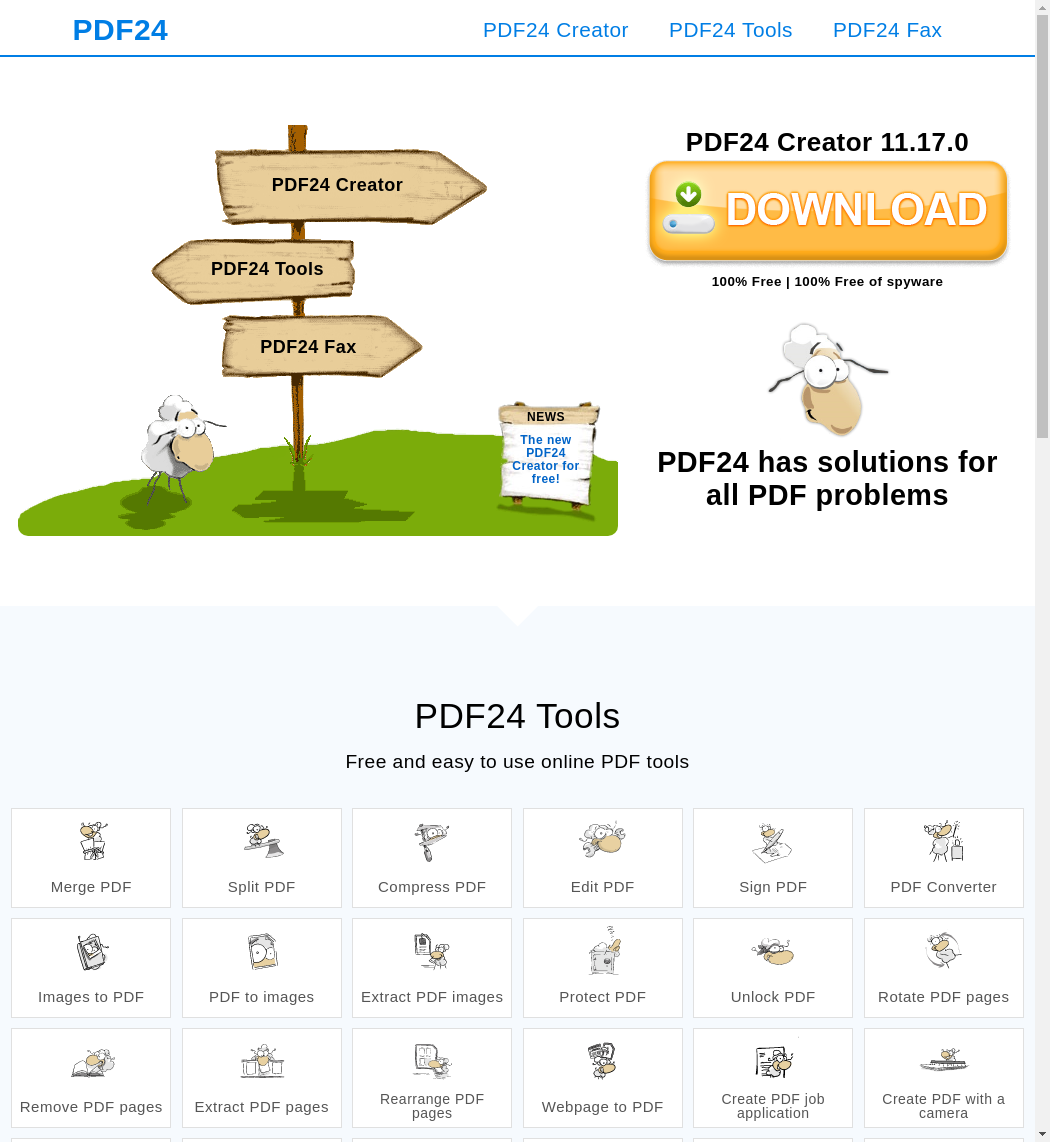 PDF24
PDF24 Creator
PDF24 Tools
PDF24 Fax
PDF24 Creator
PDF24 Tools
PDF24 Fax
NEWS
The new
PDF24
Creator for
free!
PDF24 Creator 11.17.0
DOWNLOAD
100% Free | 100% Free of spyware
PDF24 has solutions for
all PDF problems
PDF24 Tools
Free and easy to use online PDF tools
Merge PDF
Split PDF
Compress PDF
Edit PDF
Sign PDF
PDF Converter
Images to PDF
PDF to images
Extract PDF images
Protect PDF
Unlock PDF
Rotate PDF pages
Remove PDF pages
Extract PDF pages
Rearrange PDF
pages
Webpage to PDF
Create PDF job
application
Create PDF with a
camera